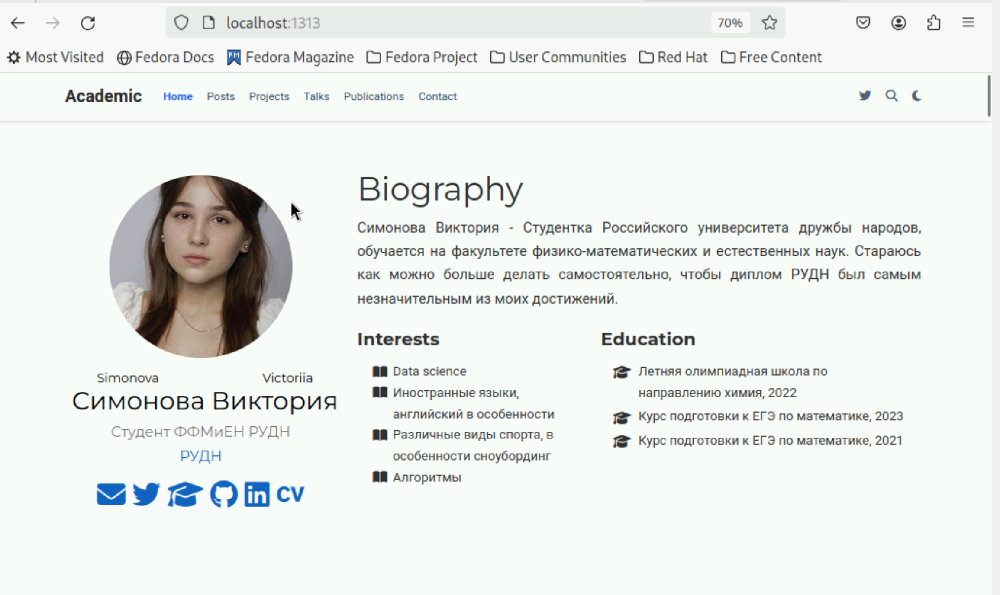 localhost:1313
70%
Most Visited Fedora Docs Fedora Magazine Fedora Project User Communities Red Hat Free Content
Academic Home Posts Projects Talks Publications Contact
Biography
Симонова Виктория - Студентка Российского университета дружбы народов,
обучается на факультете физико-математических и естественных наук. Стараюсь
как можно больше делать самостоятельно, чтобы диплом РУДН был самым
незначительным из моих достижений.
Simonova Victoriia
Симонова Виктория
Студент ФФМиЕН РУДН
РУДН
CV
Interests
Data science
Иностранные языки,
английский в особенности
Различные виды спорта, в
особенности сноубординг
Алгоритмы
Education
Летняя олимпиадная школа по
направлению химия, 2022
Курс подготовки к ЕГЭ по математике, 2023
Курс подготовки к ЕГЭ по математике, 2021